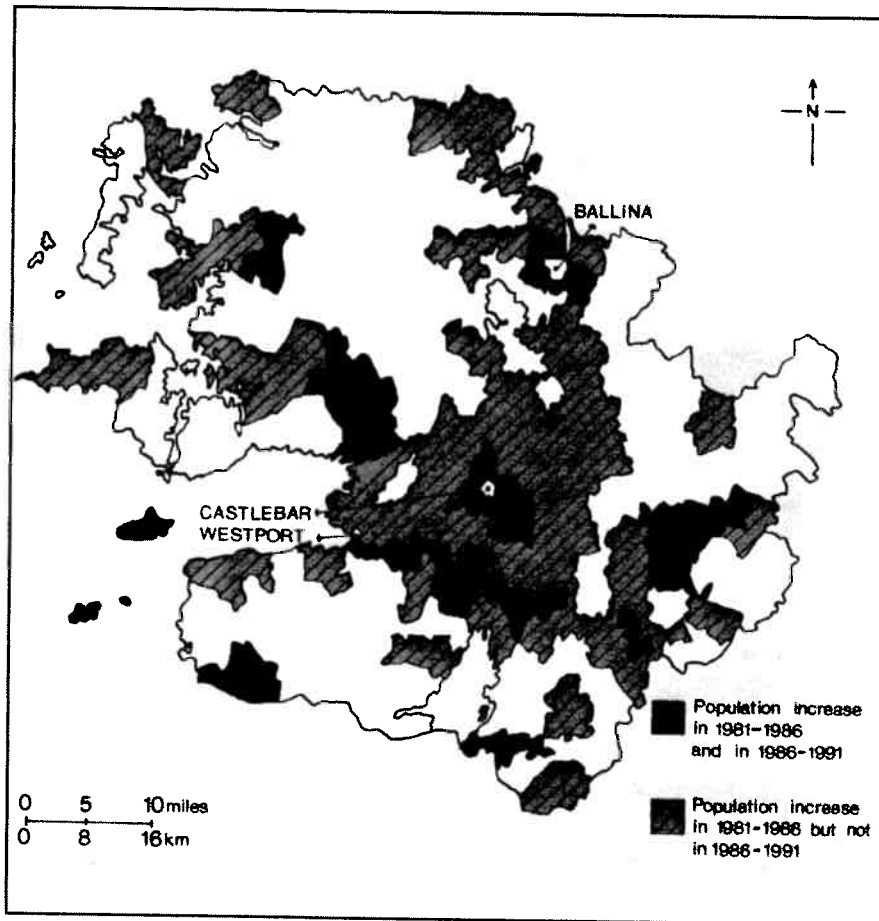 N
BALLINA
CASTLEBAR
WESTPORT
Population increase
in 1981-1986
and in 1986-1991
0 5 10 miles
0 8 16 km
Population increase
in 1981-1986 but not
in 1986-1991